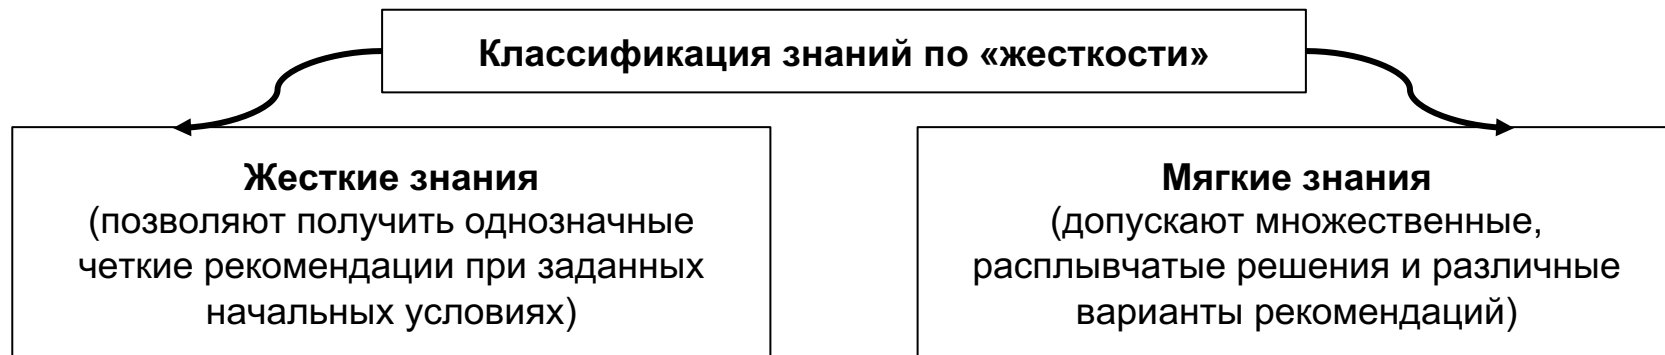 Классификация знаний по «жесткости»
Жесткие знания
(позволяют получить однозначные
четкие рекомендации при заданных
начальных условиях)
Мягкие знания
(допускают множественные,
расплывчатые решения и различные
варианты рекомендаций)